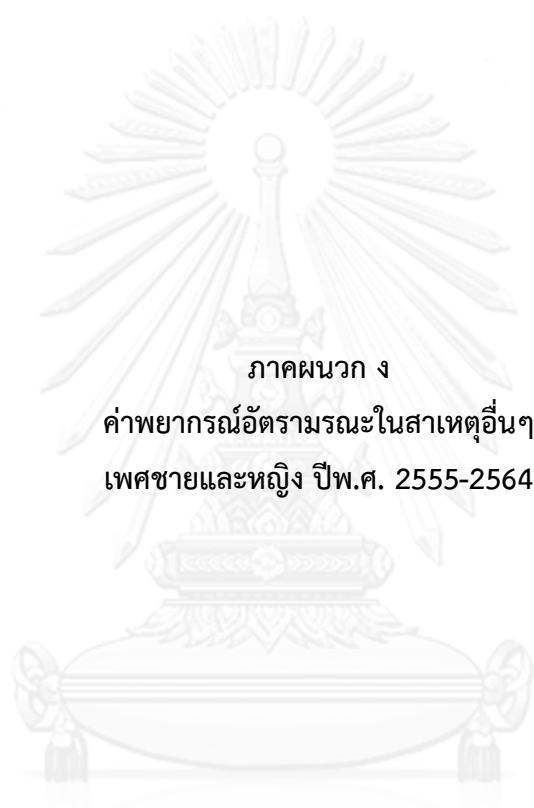 ภาคผนวก ง
ค่าพยากรณ์อัตรามรณะในสาเหตุอื่นๆ
เพศชายและหญิง ปีพ.ศ. 2555-2564